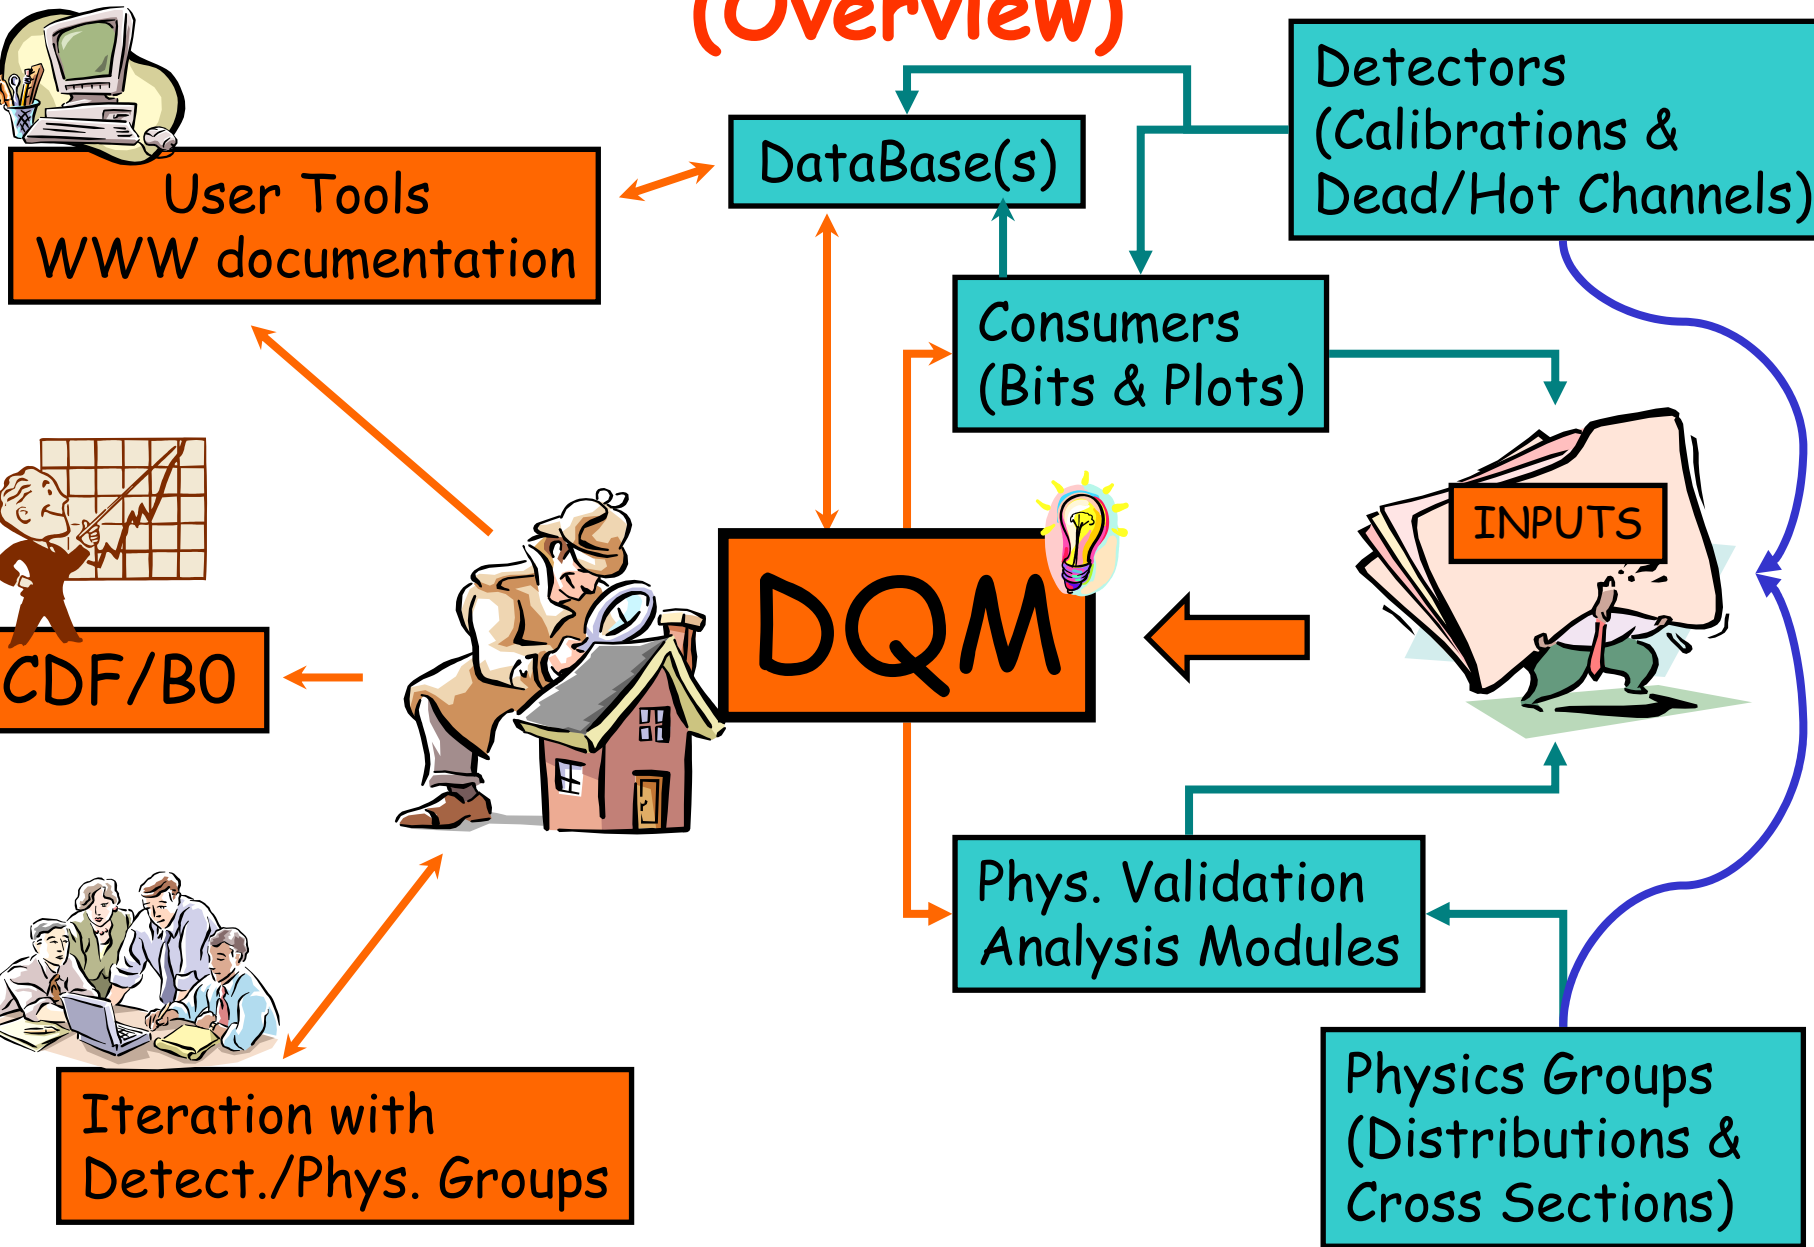 (Overview)
Detectors
(Calibrations &
Dead/Hot Channels)
DataBase(s)
User Tools
WWW documentation
Consumers
(Bits & Plots)
INPUTS
DQM
CDF/B0
Phys. Validation
Analysis Modules
Iteration with
Detect./Phys. Groups
Physics Groups
(Distributions &
Cross Sections)